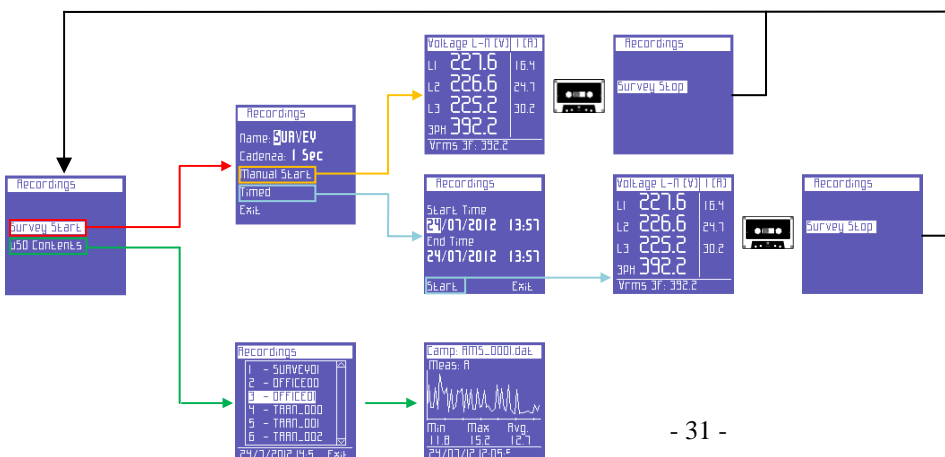 Recordings
Survey Start
uSD Contents
Recordings
Name: SURVEY
Cadenza: 1 Sec
Manual Start
Timed
Exit
Voltage L-N [V] I [A]
L1 227.6 16.4
L2 226.6 24.7
L3 225.2 30.2
3PH 392.2
Vrms 3F: 392.2
Recordings
Survey Stop
Recordings
Start Time
24/07/2012 13:57
End Time
24/07/2012 13:57
Start Exit
Voltage L-N [V] I [A]
L1 227.6 16.4
L2 226.6 24.7
L3 225.2 30.2
3PH 392.2
Vrms 3F: 392.2
Recordings
Survey Stop
Recordings
1 - SURVEY01
2 - OFFICE00
3 - OFFICE01
4 - TRAN_000
5 - TRAN_001
6 - TRAN_002
24/7/2012 14:5 Exit
Camp: AMS_0001.dat
Meas: A
Min Max Avg.
11.8 15.2 12.7
- 31 -